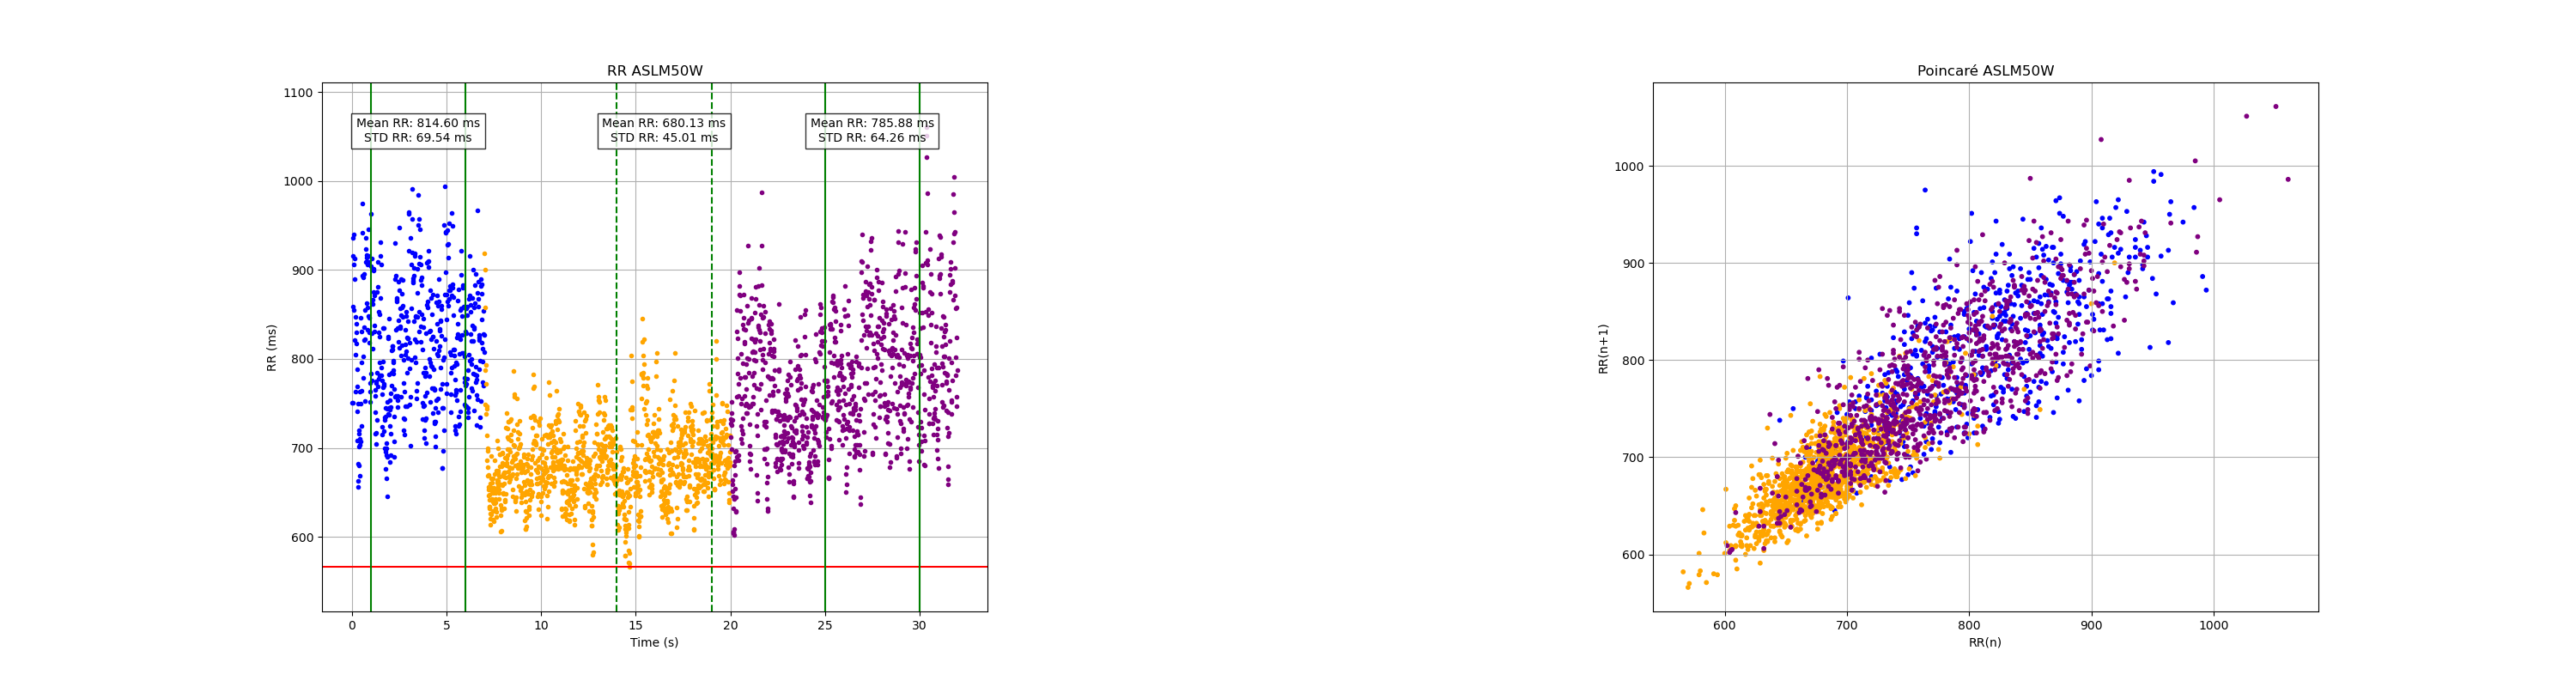 RR ASLM50W
1100
1000
900
800
700
600
RR (ms)
Mean RR: 814.60 ms
STD RR: 69.54 ms
Mean RR: 680.13 ms
STD RR: 45.01 ms
Mean RR: 785.88 ms
STD RR: 64.26 ms
0 5 10 15 20 25 30
Time (s)
Poincaré ASLM50W
1000
900
800
700
600
RR(n+1)
600 700 800 900 1000
RR(n)